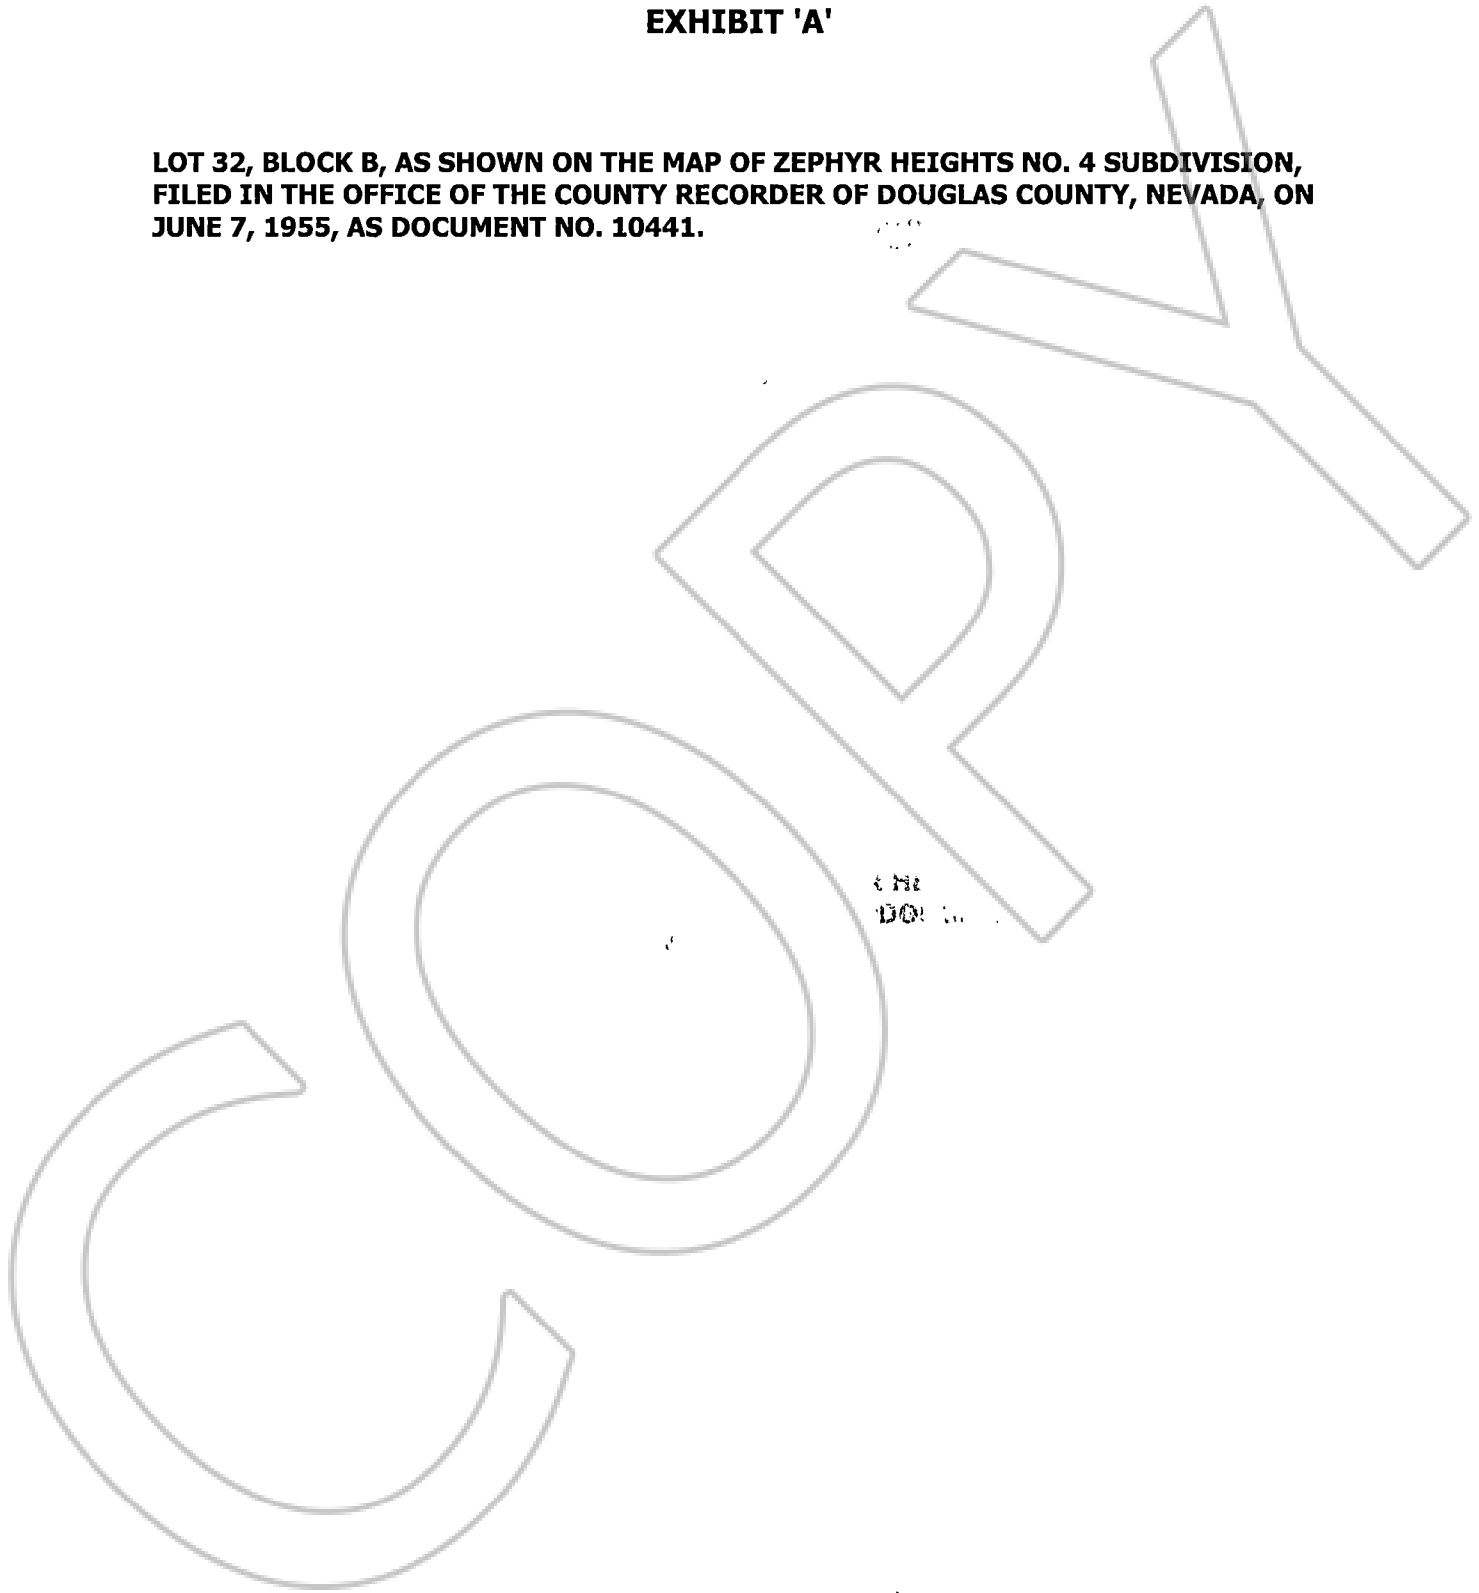 EXHIBIT 'A'
LOT 32, BLOCK B, AS SHOWN ON THE MAP OF ZEPHYR HEIGHTS NO. 4 SUBDIVISION,
FILED IN THE OFFICE OF THE COUNTY RECORDER OF DOUGLAS COUNTY, NEVADA, ON
JUNE 7, 1955, AS DOCUMENT NO. 10441.
COPY